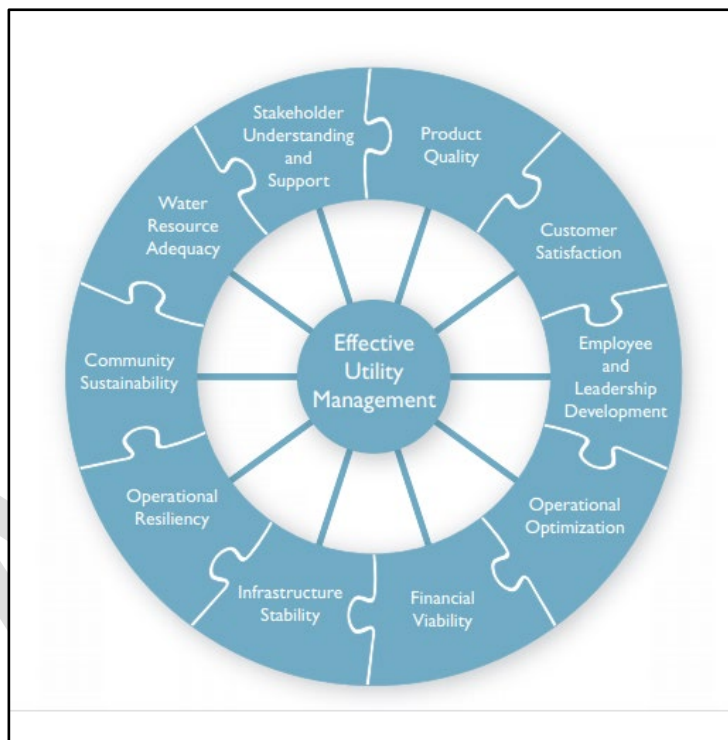 Stakeholder
Understanding
and
Support
Product
Quality
Customer
Satisfaction
Employee
and
Leadership
Development
Operational
Optimization
Financial
Viability
Infrastructure
Stability
Operational
Resiliency
Community
Sustainability
Water
Resource
Adequacy
Effective
Utility
Management